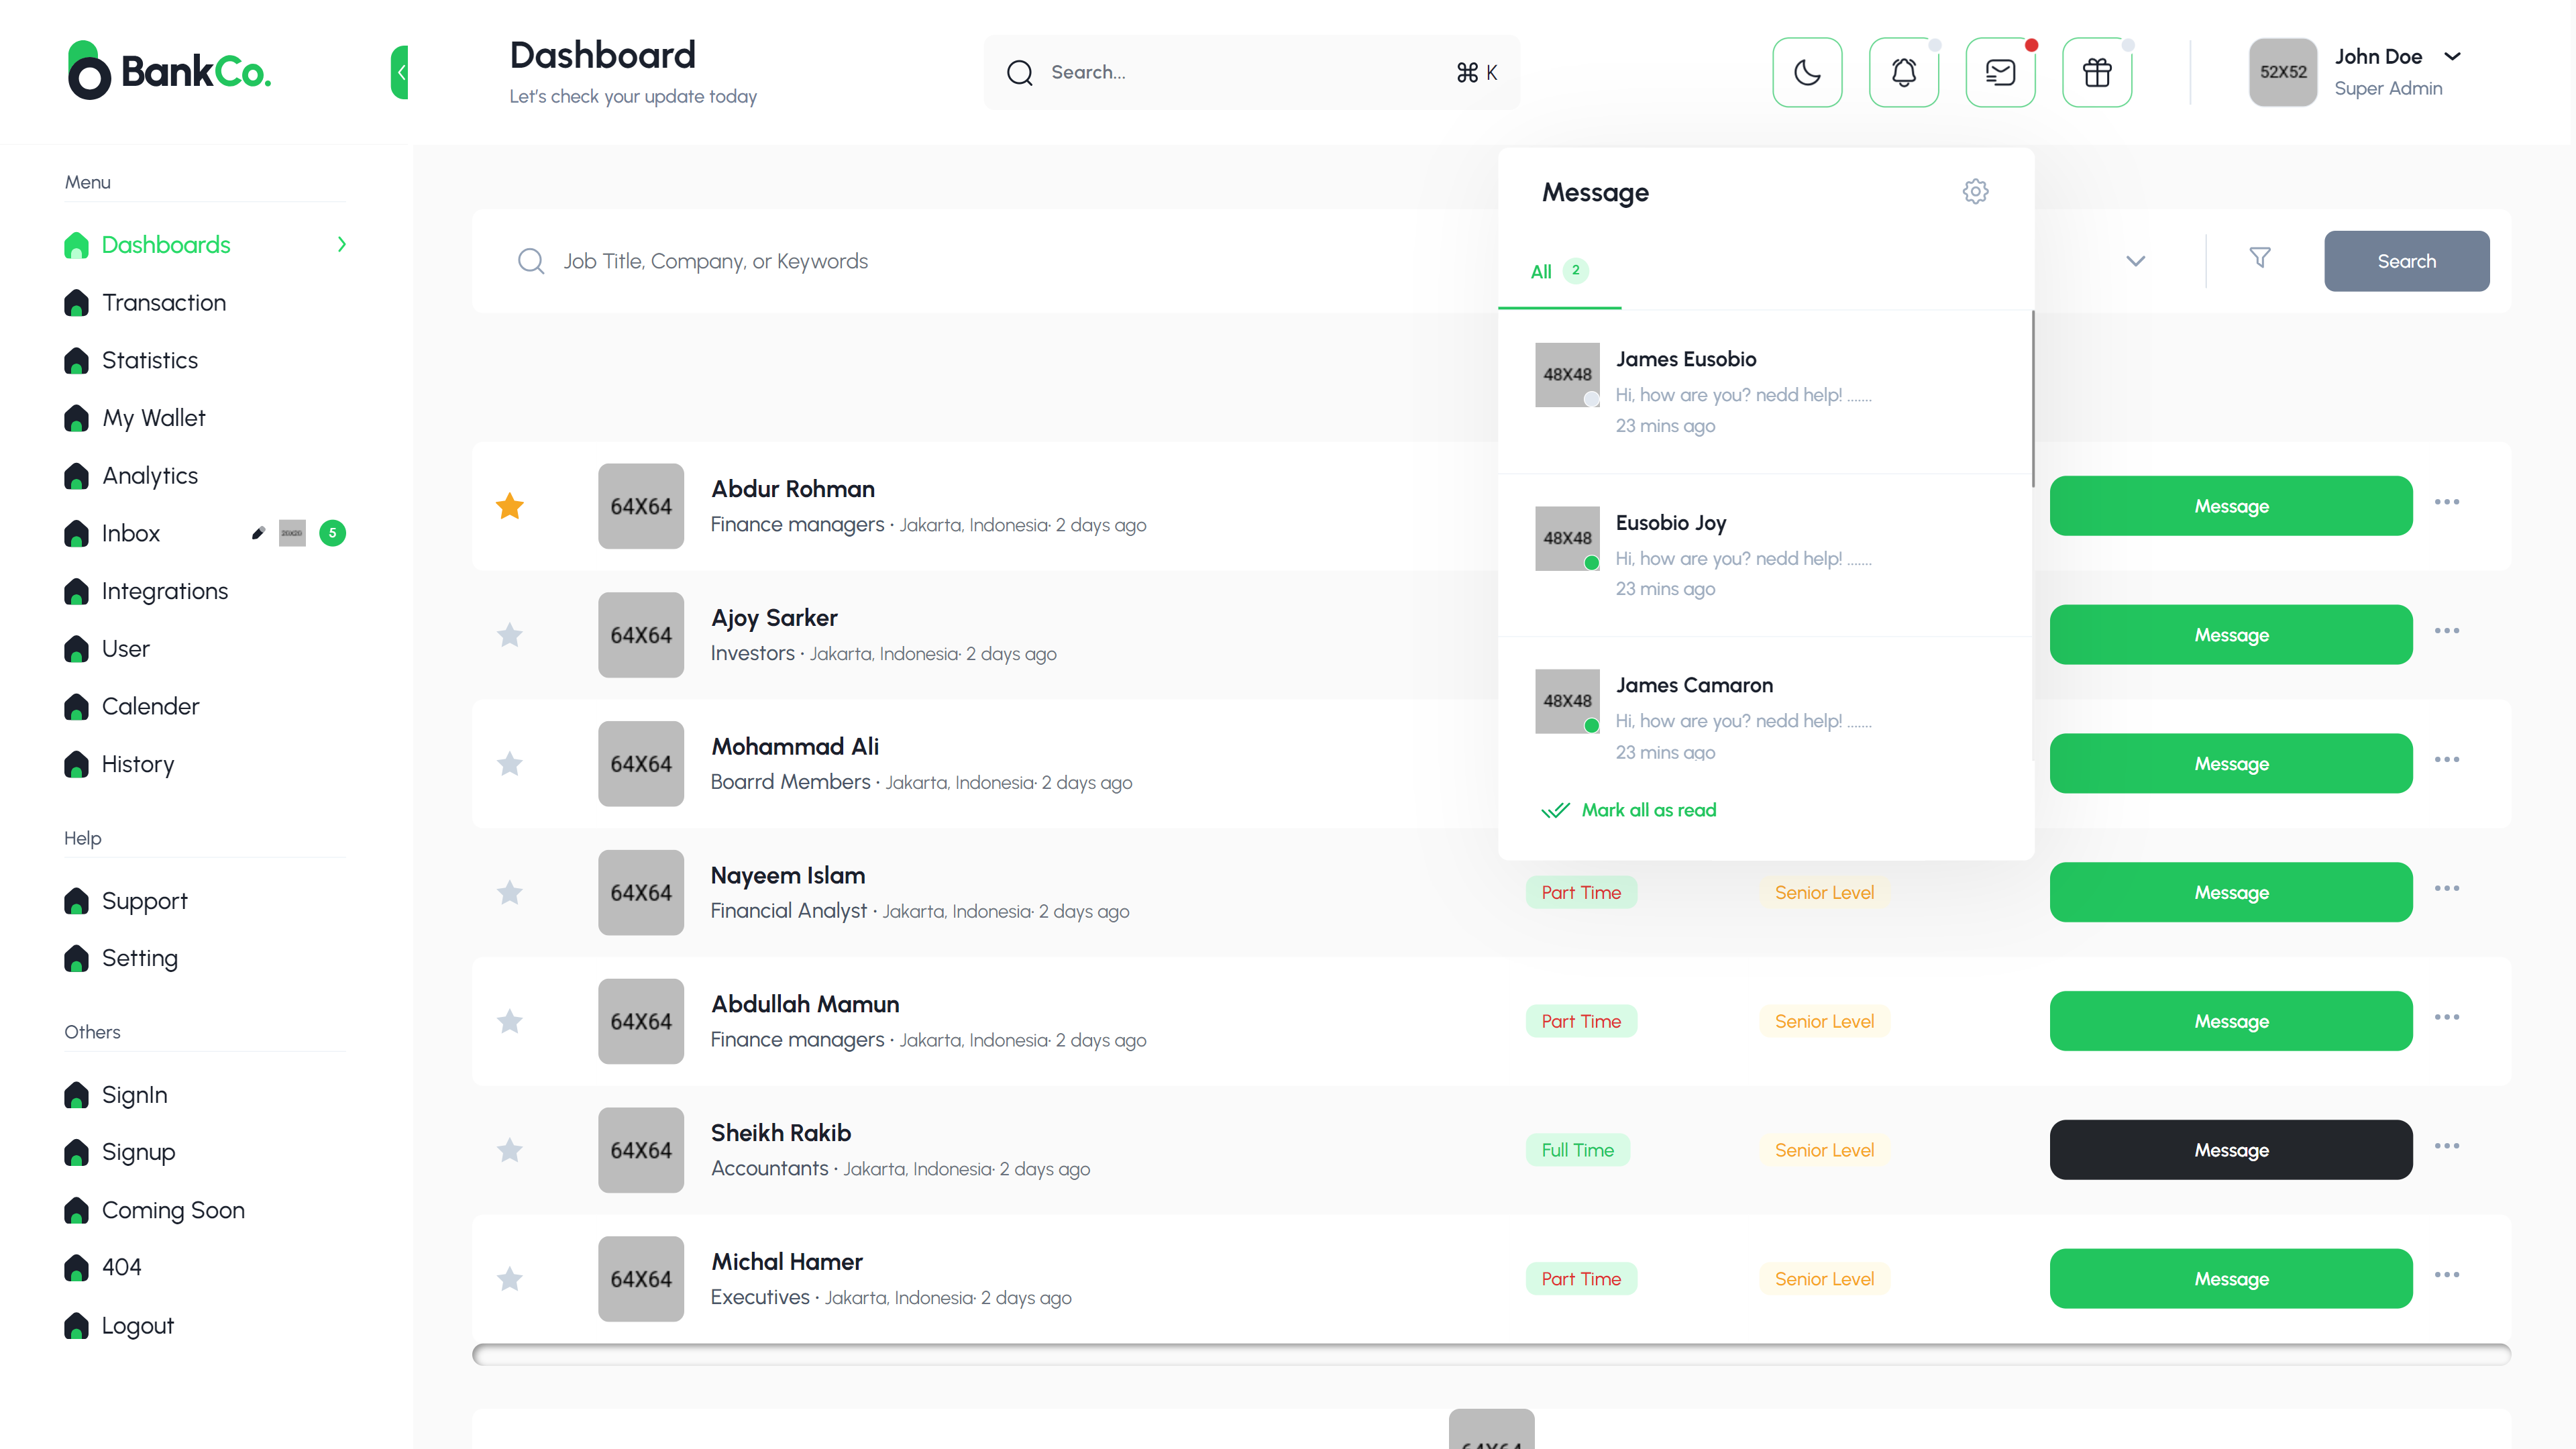 BankCo.
Dashboard
Let's check your update today
Search...
⌘ K
52X52
John Doe
Super Admin
Menu
Dashboards
Transaction
Statistics
My Wallet
Analytics
Inbox
5
Integrations
User
Calender
History
Help
Support
Setting
Others
SignIn
Signup
Coming Soon
404
Logout
Job Title, Company, or Keywords
Search
Message
All 2
48X48
James Eusobio
Hi, how are you? nedd help! .......
23 mins ago
48X48
Eusobio Joy
Hi, how are you? nedd help! .......
23 mins ago
48X48
James Camaron
Hi, how are you? nedd help! .......
23 mins ago
Mark all as read
64X64
Abdur Rohman
Finance managers · Jakarta, Indonesia· 2 days ago
Message
64X64
Ajoy Sarker
Investors · Jakarta, Indonesia· 2 days ago
Message
64X64
Mohammad Ali
Boarrd Members · Jakarta, Indonesia· 2 days ago
Message
64X64
Nayeem Islam
Financial Analyst · Jakarta, Indonesia· 2 days ago
Part Time
Senior Level
Message
64X64
Abdullah Mamun
Finance managers · Jakarta, Indonesia· 2 days ago
Part Time
Senior Level
Message
64X64
Sheikh Rakib
Accountants · Jakarta, Indonesia· 2 days ago
Full Time
Senior Level
Message
64X64
Michal Hamer
Executives · Jakarta, Indonesia· 2 days ago
Part Time
Senior Level
Message